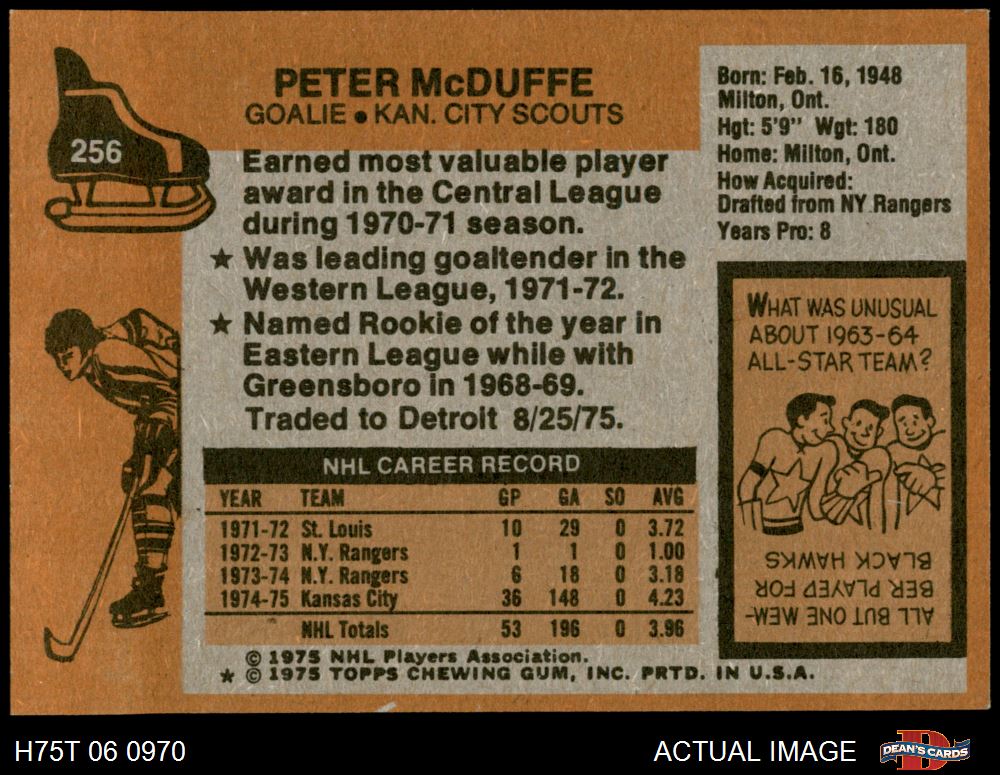 256
PETER McDUFFE
GOALIE ● KAN. CITY SCOUTS
Earned most valuable player
award in the Central League
during 1970-71 season.
★ Was leading goaltender in the
Western League, 1971-72.
★ Named Rookie of the year in
Eastern League while with
Greensboro in 1968-69.
Traded to Detroit 8/25/75.
NHL CAREER RECORD
YEAR TEAM GP GA SO AVG
1971-72 St. Louis 10 29 0 3.72
1972-73 N.Y. Rangers 1 1 0 1.00
1973-74 N.Y. Rangers 6 18 0 3.18
1974-75 Kansas City 36 148 0 4.23
NHL Totals 53 196 0 3.96
© 1975 NHL Players Association.
★ © 1975 TOPPS CHEWING GUM, INC. PRTD. IN U.S.A.
Born: Feb. 16, 1948
Milton, Ont.
Hgt: 5'9" Wgt: 180
Home: Milton, Ont.
How Acquired:
Drafted from NY Rangers
Years Pro: 8
WHAT WAS UNUSUAL
ABOUT 1963-64
ALL-STAR TEAM?
ALL BUT ONE MEM-
BER PLAYED FOR
BLACK HAWKS
H75T 06 0970
ACTUAL IMAGE
DEAN'S CARDS